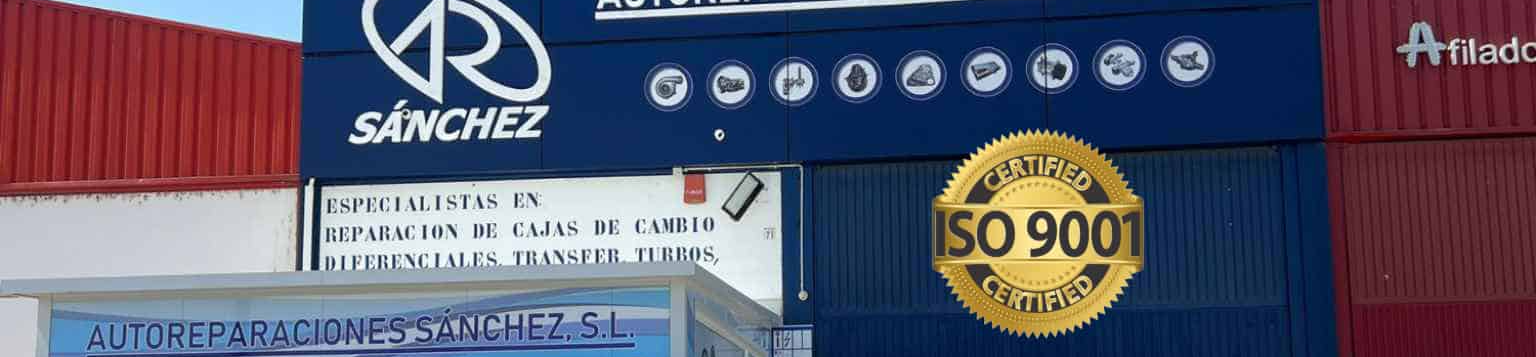 SÁNCHEZ
ESPECIALISTAS EN:
REPARACION DE CAJAS DE CAMBIO
DIFERENCIALES, TRANSFER, TURBOS,
AUTOREPARACIONES SÁNCHEZ, S.L.
CERTIFIED
ISO 9001
CERTIFIED